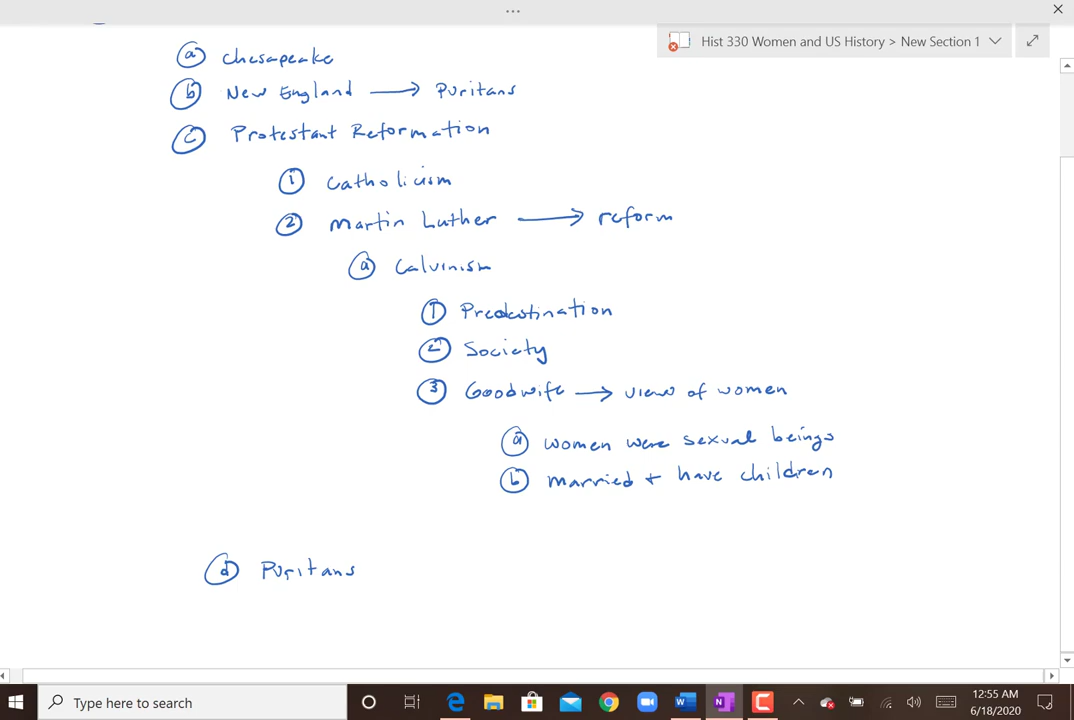 ...
Hist 330 Women and US History > New Section 1
a Chesapeake
b New England → Puritans
c Protestant Reformation
1 Catholicism
2 Martin Luther → reform
a Calvinism
1 Predestination
2 Society
3 Goodwife → view of women
a women were sexual beings
b married + have children
d Puritans
Type here to search
12:55 AM
6/18/2020